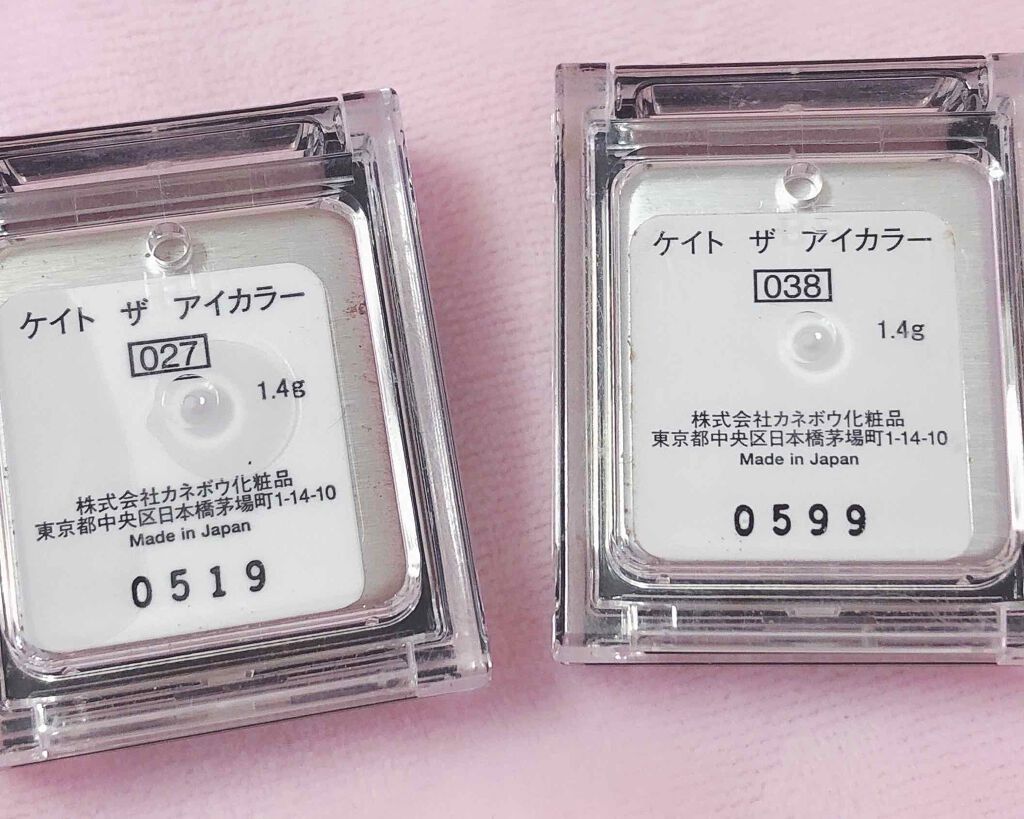 ケイト ザ アイカラー
027
1.4g
株式会社カネボウ化粧品
東京都中央区日本橋茅場町1-14-10
Made in Japan
0519
ケイト ザ アイカラー
038
1.4g
株式会社カネボウ化粧品
東京都中央区日本橋茅場町1-14-10
Made in Japan
0599